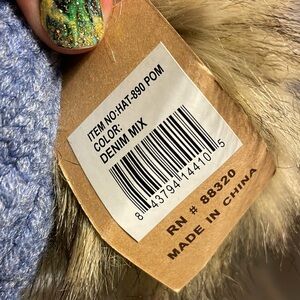 ITEM NO:HAT-890 POM
COLOR:
DENIM MIX
8 43794 14410 5
RN # 88320
MADE IN CHINA